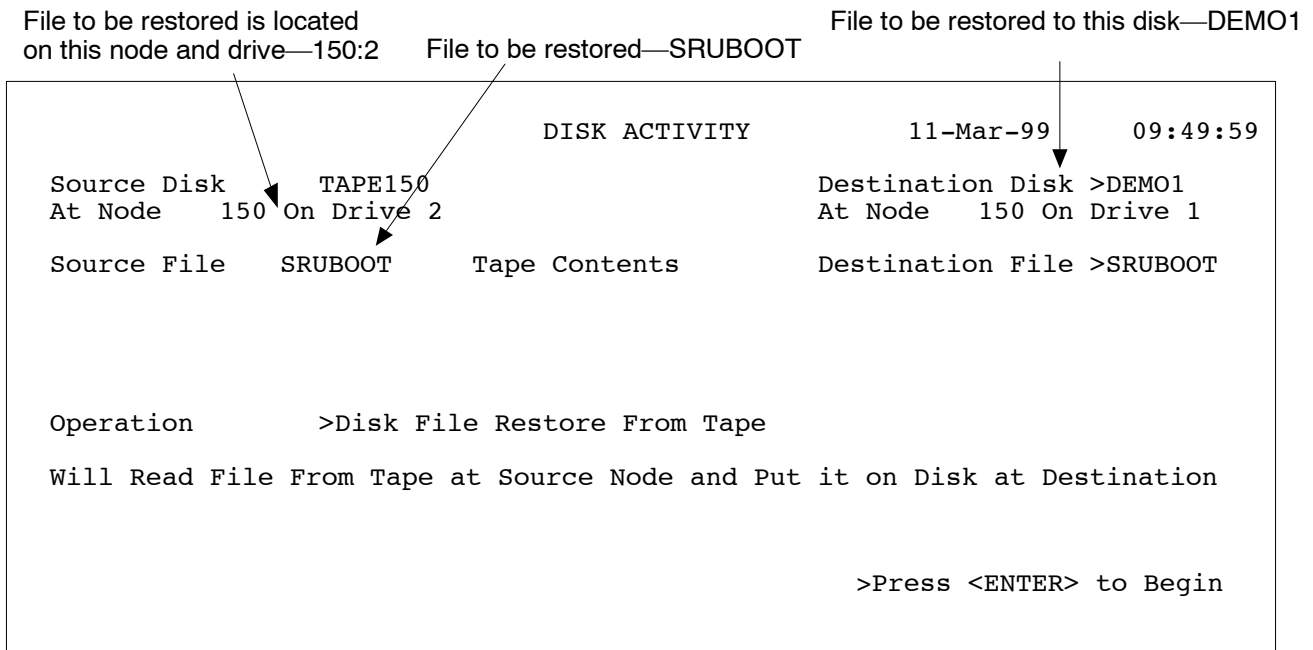 File to be restored is located
on this node and drive—150:2
File to be restored—SRUBOOT
File to be restored to this disk—DEMO1
DISK ACTIVITY 11-Mar-99 09:49:59
Source Disk TAPE150 Destination Disk >DEMO1
At Node 150 On Drive 2 At Node 150 On Drive 1
Source File SRUBOOT Tape Contents Destination File >SRUBOOT
Operation >Disk File Restore From Tape
Will Read File From Tape at Source Node and Put it on Disk at Destination
>Press <ENTER> to Begin